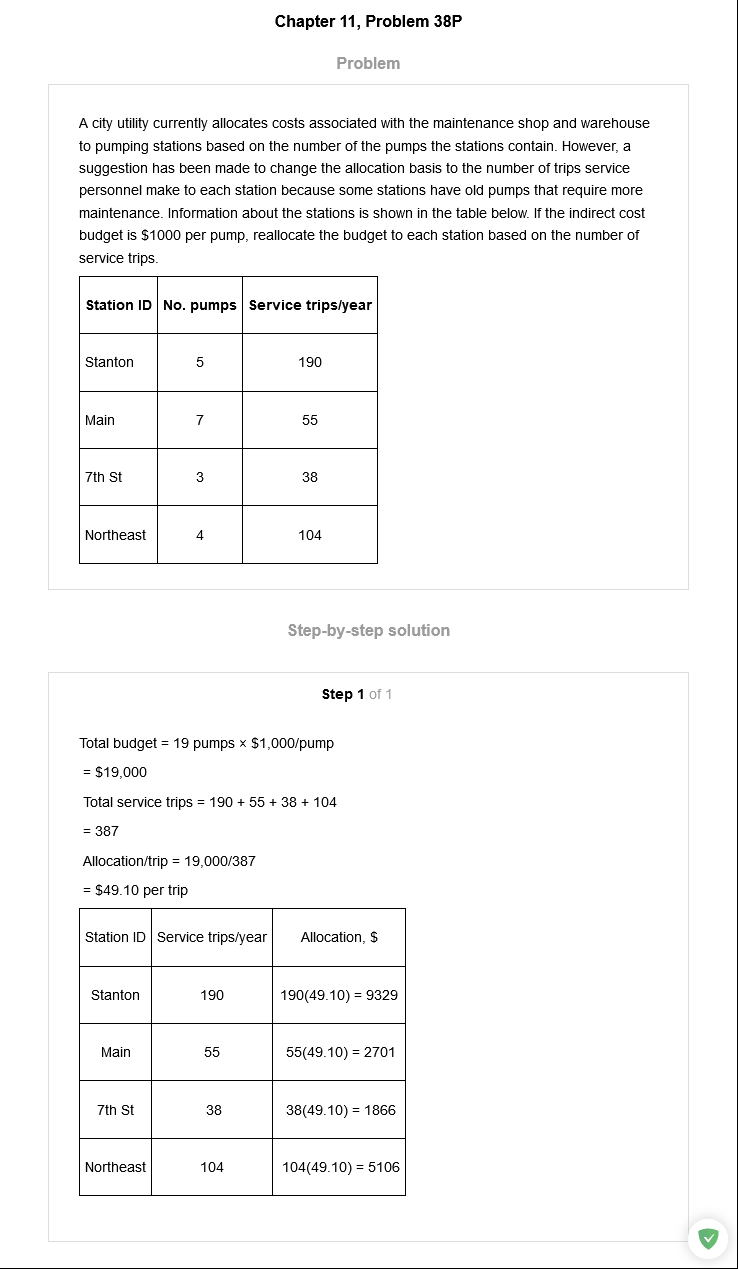 Chapter 11, Problem 38P
Problem
A city utility currently allocates costs associated with the maintenance shop and warehouse
to pumping stations based on the number of the pumps the stations contain. However, a
suggestion has been made to change the allocation basis to the number of trips service
personnel make to each station because some stations have old pumps that require more
maintenance. Information about the stations is shown in the table below. If the indirect cost
budget is $1000 per pump, reallocate the budget to each station based on the number of
service trips.
Station ID No. pumps Service trips/year
Stanton 5 190
Main 7 55
7th St 3 38
Northeast 4 104
Step-by-step solution
Step 1 of 1
Total budget = 19 pumps × $1,000/pump
= $19,000
Total service trips = 190 + 55 + 38 + 104
= 387
Allocation/trip = 19,000/387
= $49.10 per trip
Station ID Service trips/year Allocation, $
Stanton 190 190(49.10) = 9329
Main 55 55(49.10) = 2701
7th St 38 38(49.10) = 1866
Northeast 104 104(49.10) = 5106